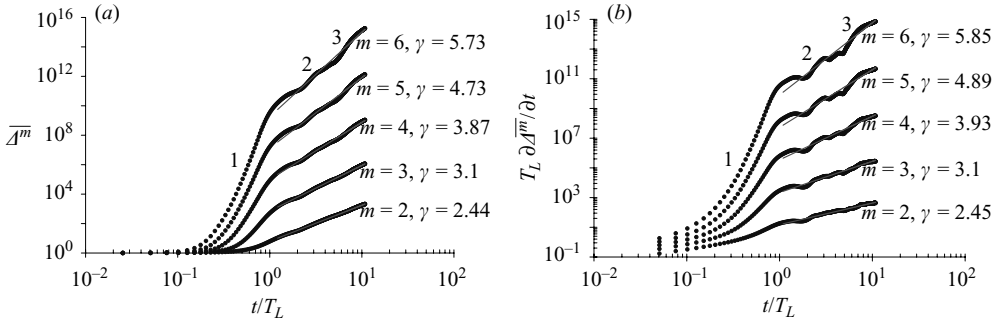 (a)
10^16
10^12
10^8
10^4
10^0
\overline{Δ^m}
1
2
3
m = 6, γ = 5.73
m = 5, γ = 4.73
m = 4, γ = 3.87
m = 3, γ = 3.1
m = 2, γ = 2.44
10^−2
10^−1
10^0
10^1
10^2
t/T_L
(b)
10^15
10^11
10^7
10^3
10^−1
T_L ∂\overline{Δ^m}/∂t
1
2
3
m = 6, γ = 5.85
m = 5, γ = 4.89
m = 4, γ = 3.93
m = 3, γ = 3.1
m = 2, γ = 2.45
10^−2
10^−1
10^0
10^1
10^2
t/T_L